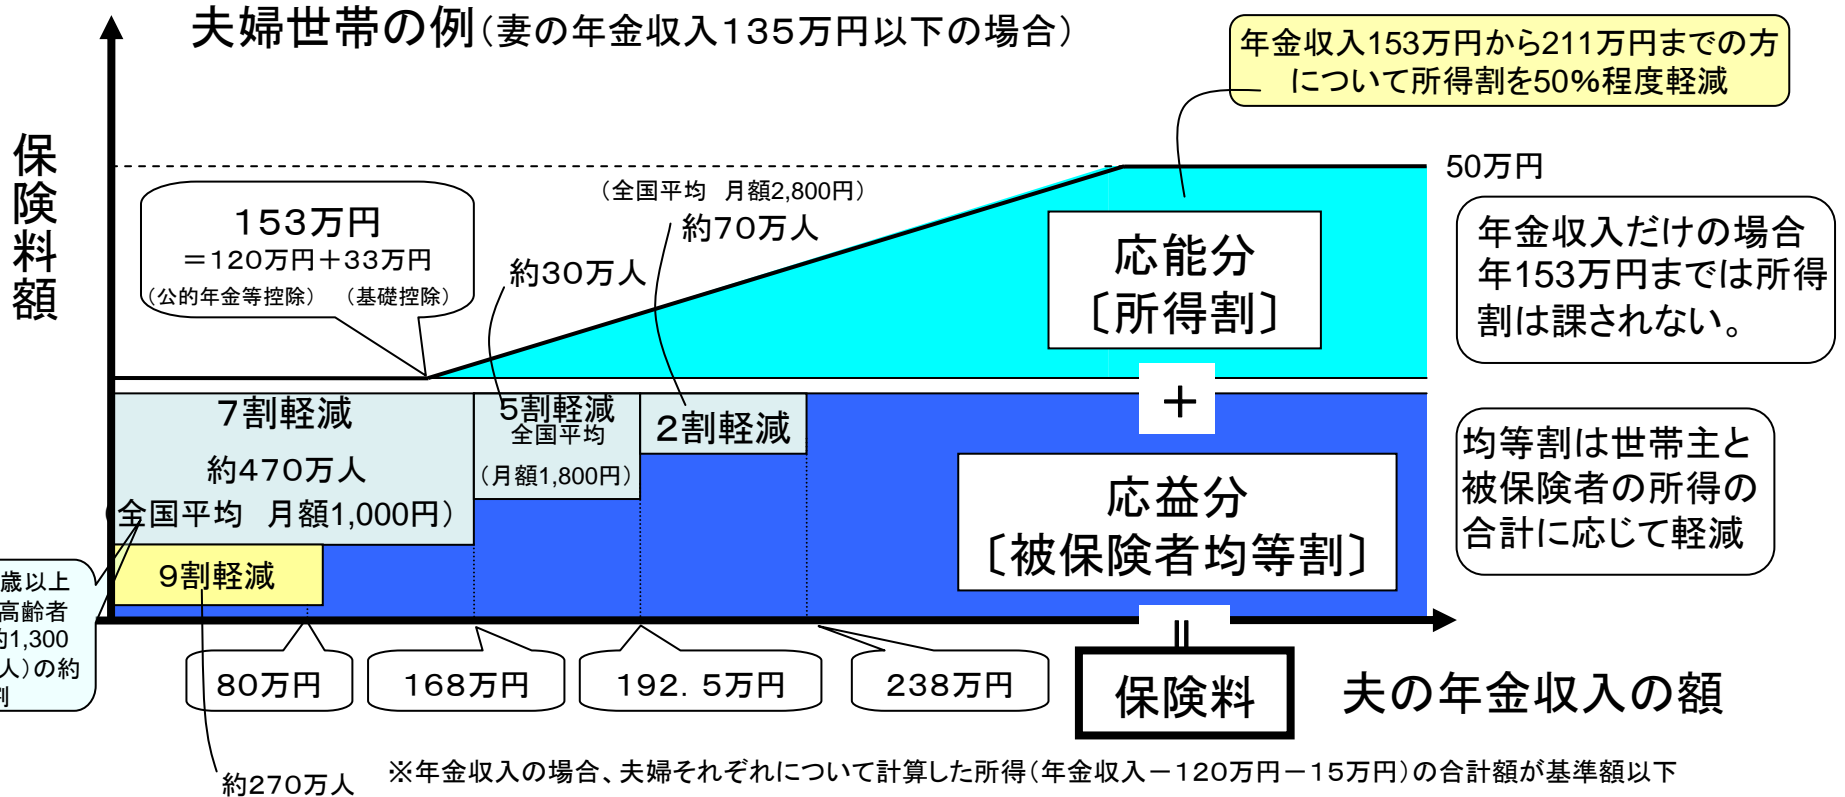 夫婦世帯の例(妻の年金収入135万円以下の場合)
年金収入153万円から211万円までの方
について所得割を50%程度軽減
保険料額
50万円
153万円
=120万円+33万円
(公的年金等控除) (基礎控除)
(全国平均 月額2,800円)
約70万人
約30万人
応能分
〔所得割〕
年金収入だけの場合
年153万円までは所得
割は課されない。
+
7割軽減
約470万人
(全国平均 月額1,000円)
5割軽減
全国平均
(月額1,800円)
2割軽減
応益分
〔被保険者均等割〕
均等割は世帯主と
被保険者の所得の
合計に応じて軽減
9割軽減
歳以上
高齢者
1,300
人)の約
80万円
168万円
192.5万円
238万円
=
保険料
夫の年金収入の額
約270万人
※年金収入の場合、夫婦それぞれについて計算した所得(年金収入-120万円-15万円)の合計額が基準額以下